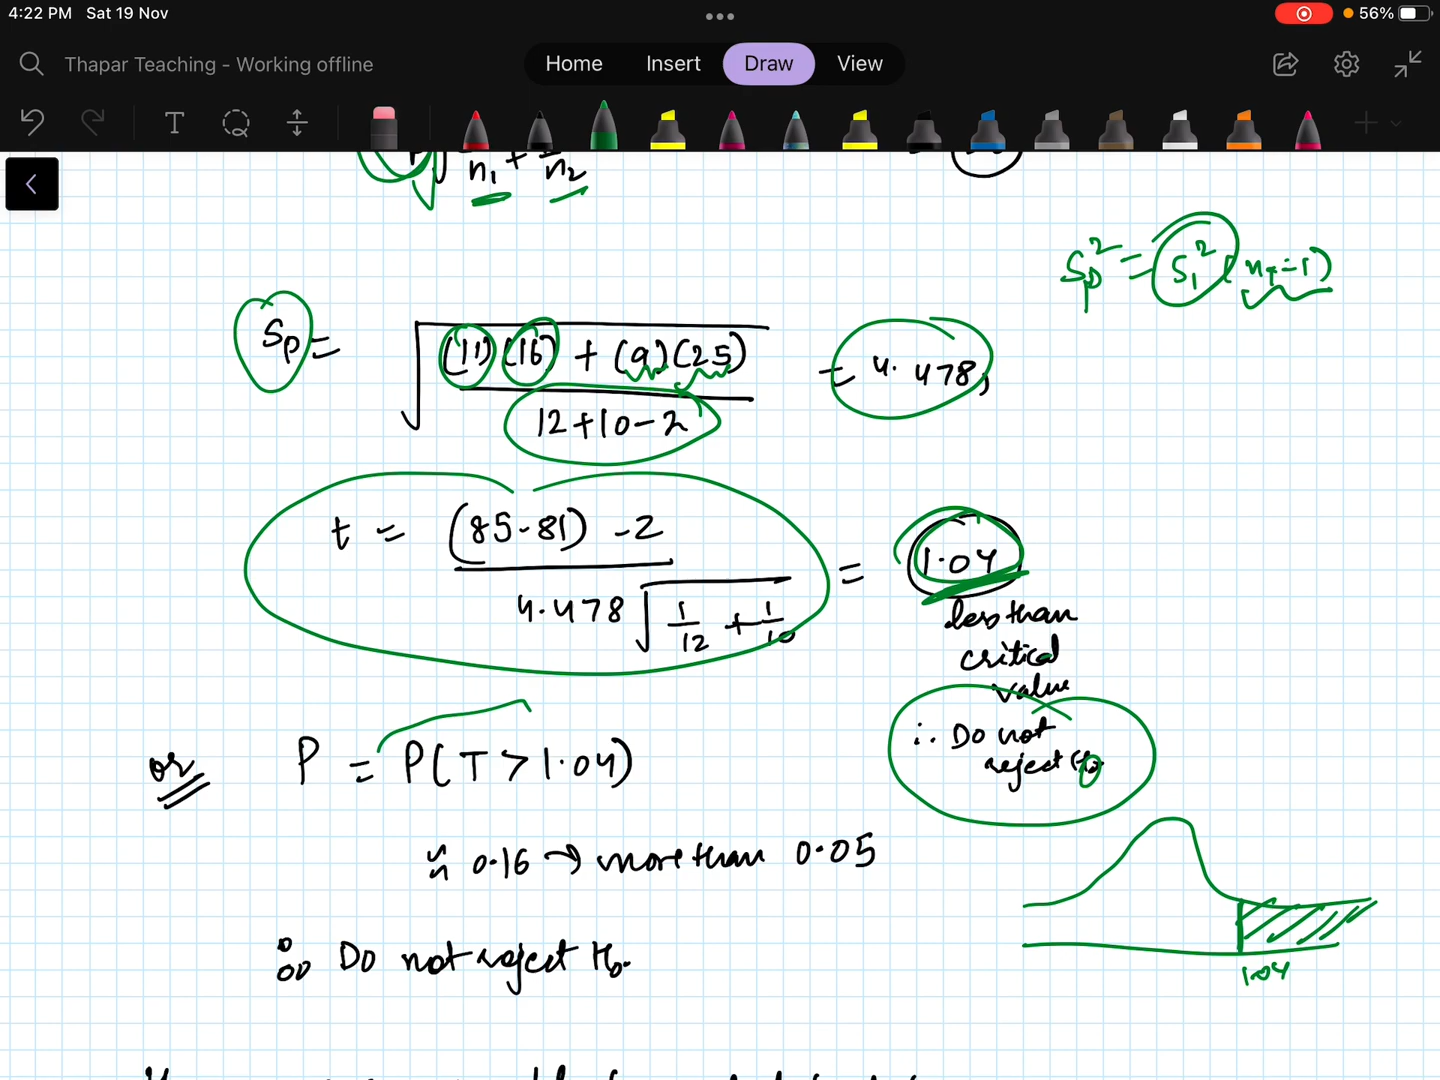 4:22 PM Sat 19 Nov
56%
Thapar Teaching - Working offline
Home Insert Draw View
T
n₁ + n₂
Sp² = S₁² (n₁-1)
Sp = √((11)(16) + (9)(25) / 12+10-2) = 4.478,
t = (85-81) -2 / 4.478 √(1/12 + 1/10) = 1.04
less than
critical
value
∴ Do not
reject H₀
or P = P(T > 1.04)
≈ 0.16 → more than 0.05
1.04
∴ Do not reject H₀.